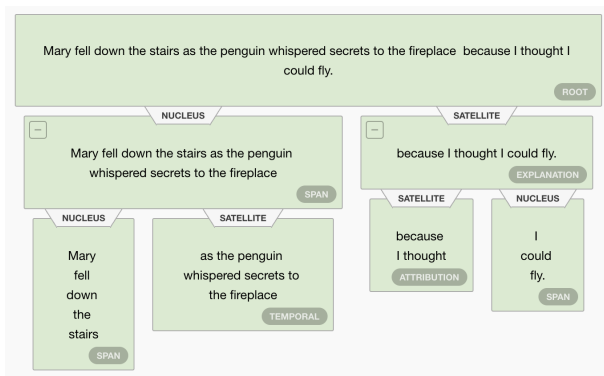 Mary fell down the stairs as the penguin whispered secrets to the fireplace because I thought I
could fly.
ROOT
NUCLEUS
Mary fell down the stairs as the penguin
whispered secrets to the fireplace
SPAN
SATELLITE
because I thought I could fly.
EXPLANATION
NUCLEUS
Mary
fell
down
the
stairs
SPAN
SATELLITE
as the penguin
whispered secrets to
the fireplace
TEMPORAL
SATELLITE
because
I thought
ATTRIBUTION
NUCLEUS
I
could
fly.
SPAN